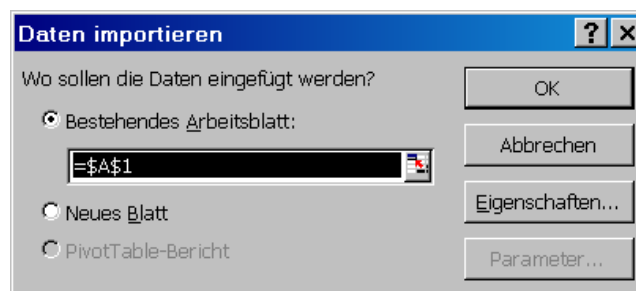 Daten importieren
Wo sollen die Daten eingefügt werden?
Bestehendes Arbeitsblatt:
=$A$1
Neues Blatt
PivotTable-Bericht
OK
Abbrechen
Eigenschaften...
Parameter...